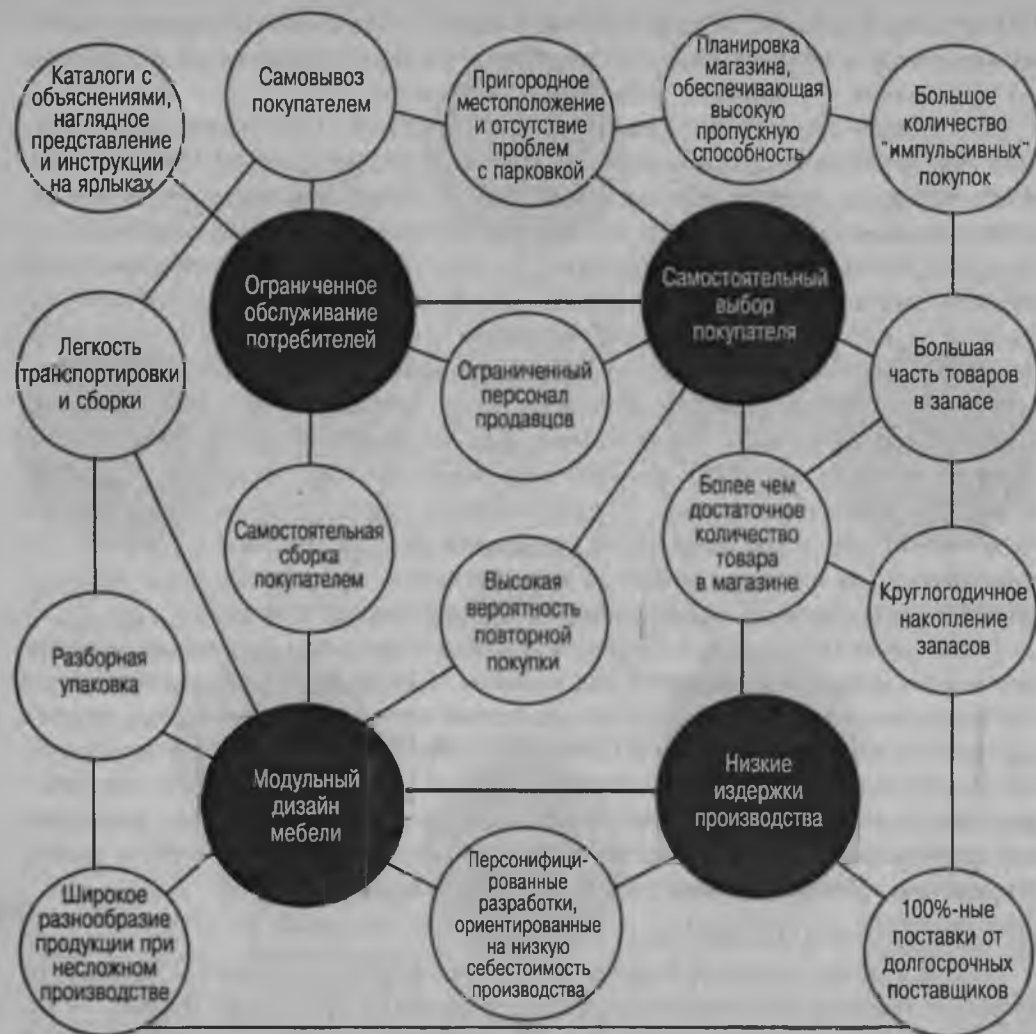 Каталоги с
объяснениями,
наглядное
представление
и инструкции
на ярлыках
Самовывоз
покупателем
Пригородное
местоположение
и отсутствие
проблем
с парковкой
Планировка
магазина,
обеспечивающая
высокую
пропускную
способность
Большое
количество
"импульсивных"
покупок
Ограниченное
обслуживание
потребителей
Самостоятельный
выбор
покупателя
Легкость
транспортировки
и сборки
Ограниченный
персонал
продавцов
Большая
часть товаров
в запасе
Самостоятельная
сборка
покупателем
Более чем
достаточное
количество
товара
в магазине
Высокая
вероятность
повторной
покупки
Круглогодичное
накопление
запасов
Разборная
упаковка
Модульный
дизайн
мебели
Низкие
издержки
производства
Широкое
разнообразие
продукции при
несложном
производстве
Персонифици-
рованные
разработки,
ориентированные
на низкую
себестоимость
производства
100%-ные
поставки от
долгосрочных
поставщиков